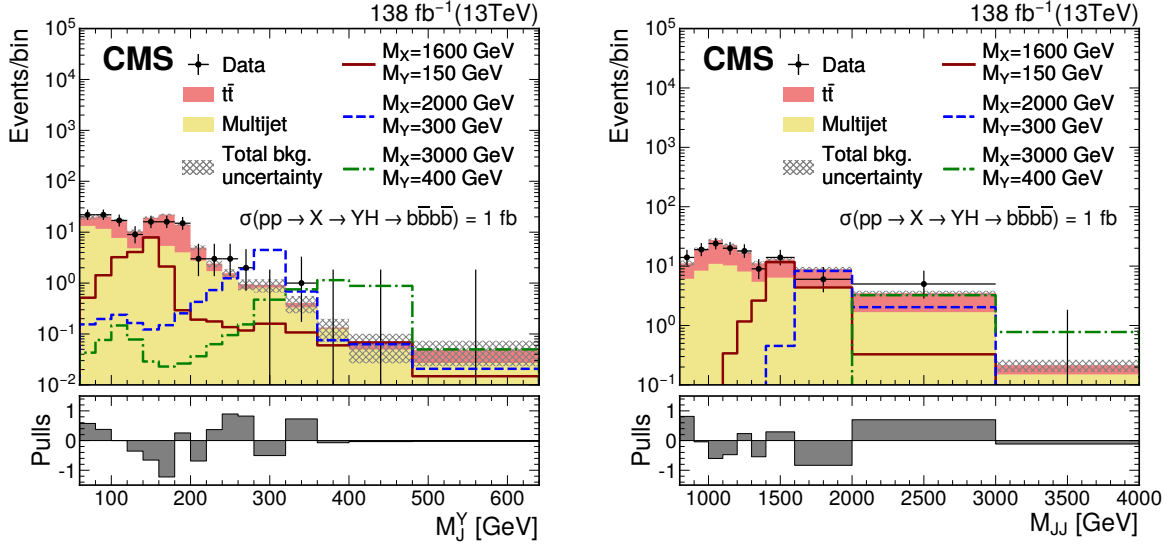 138 fb⁻¹(13TeV)
Events/bin
10⁵
10⁴
10³
10²
10¹
10⁰
10⁻¹
10⁻²
CMS
Data
tt̄
Multijet
Total bkg.
uncertainty
M_X=1600 GeV
M_Y=150 GeV
M_X=2000 GeV
M_Y=300 GeV
M_X=3000 GeV
M_Y=400 GeV
σ(pp → X → YH → bb̄bb̄) = 1 fb
Pulls
1
0
-1
100 200 300 400 500 600
M_J^Y [GeV]
138 fb⁻¹(13TeV)
Events/bin
10⁵
10⁴
10³
10²
10¹
10⁰
10⁻¹
CMS
Data
tt̄
Multijet
Total bkg.
uncertainty
M_X=1600 GeV
M_Y=150 GeV
M_X=2000 GeV
M_Y=300 GeV
M_X=3000 GeV
M_Y=400 GeV
σ(pp → X → YH → bb̄bb̄) = 1 fb
Pulls
1
0
-1
1000 1500 2000 2500 3000 3500 4000
M_JJ [GeV]